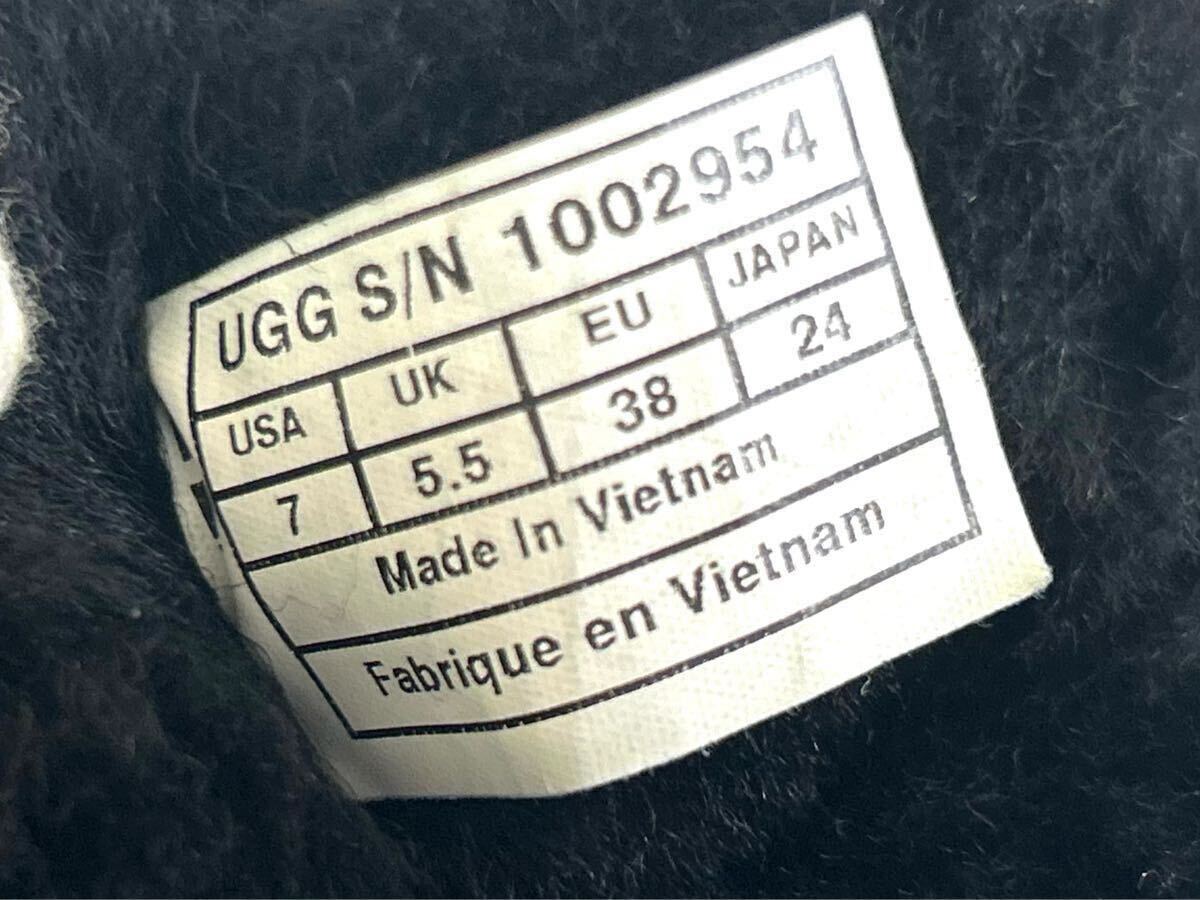 UGG S/N 1002954
USA UK EU JAPAN
7 5.5 38 24
Made In Vietnam
Fabrique en Vietnam